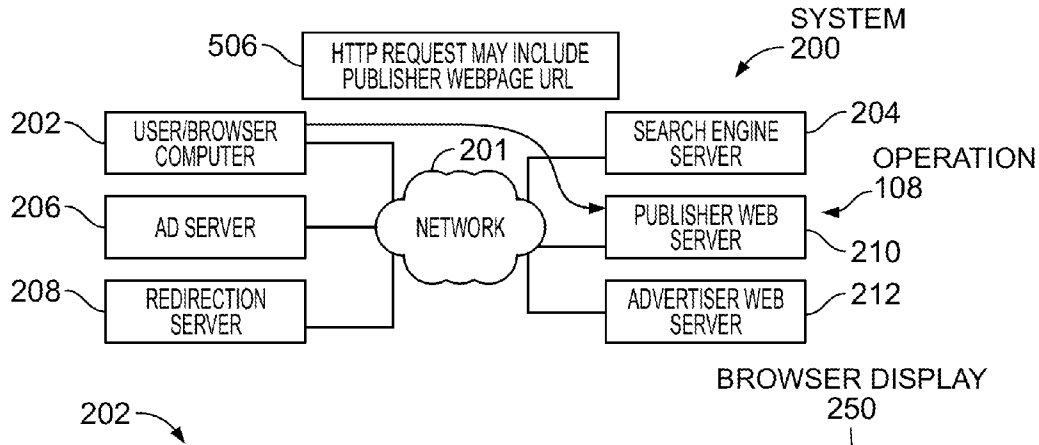 SYSTEM
200
506
HTTP REQUEST MAY INCLUDE
PUBLISHER WEBPAGE URL
202
USER/BROWSER
COMPUTER
201
SEARCH ENGINE
SERVER
204
OPERATION
108
206
AD SERVER
NETWORK
PUBLISHER WEB
SERVER
210
208
REDIRECTION
SERVER
ADVERTISER WEB
SERVER
212
BROWSER DISPLAY
250
202